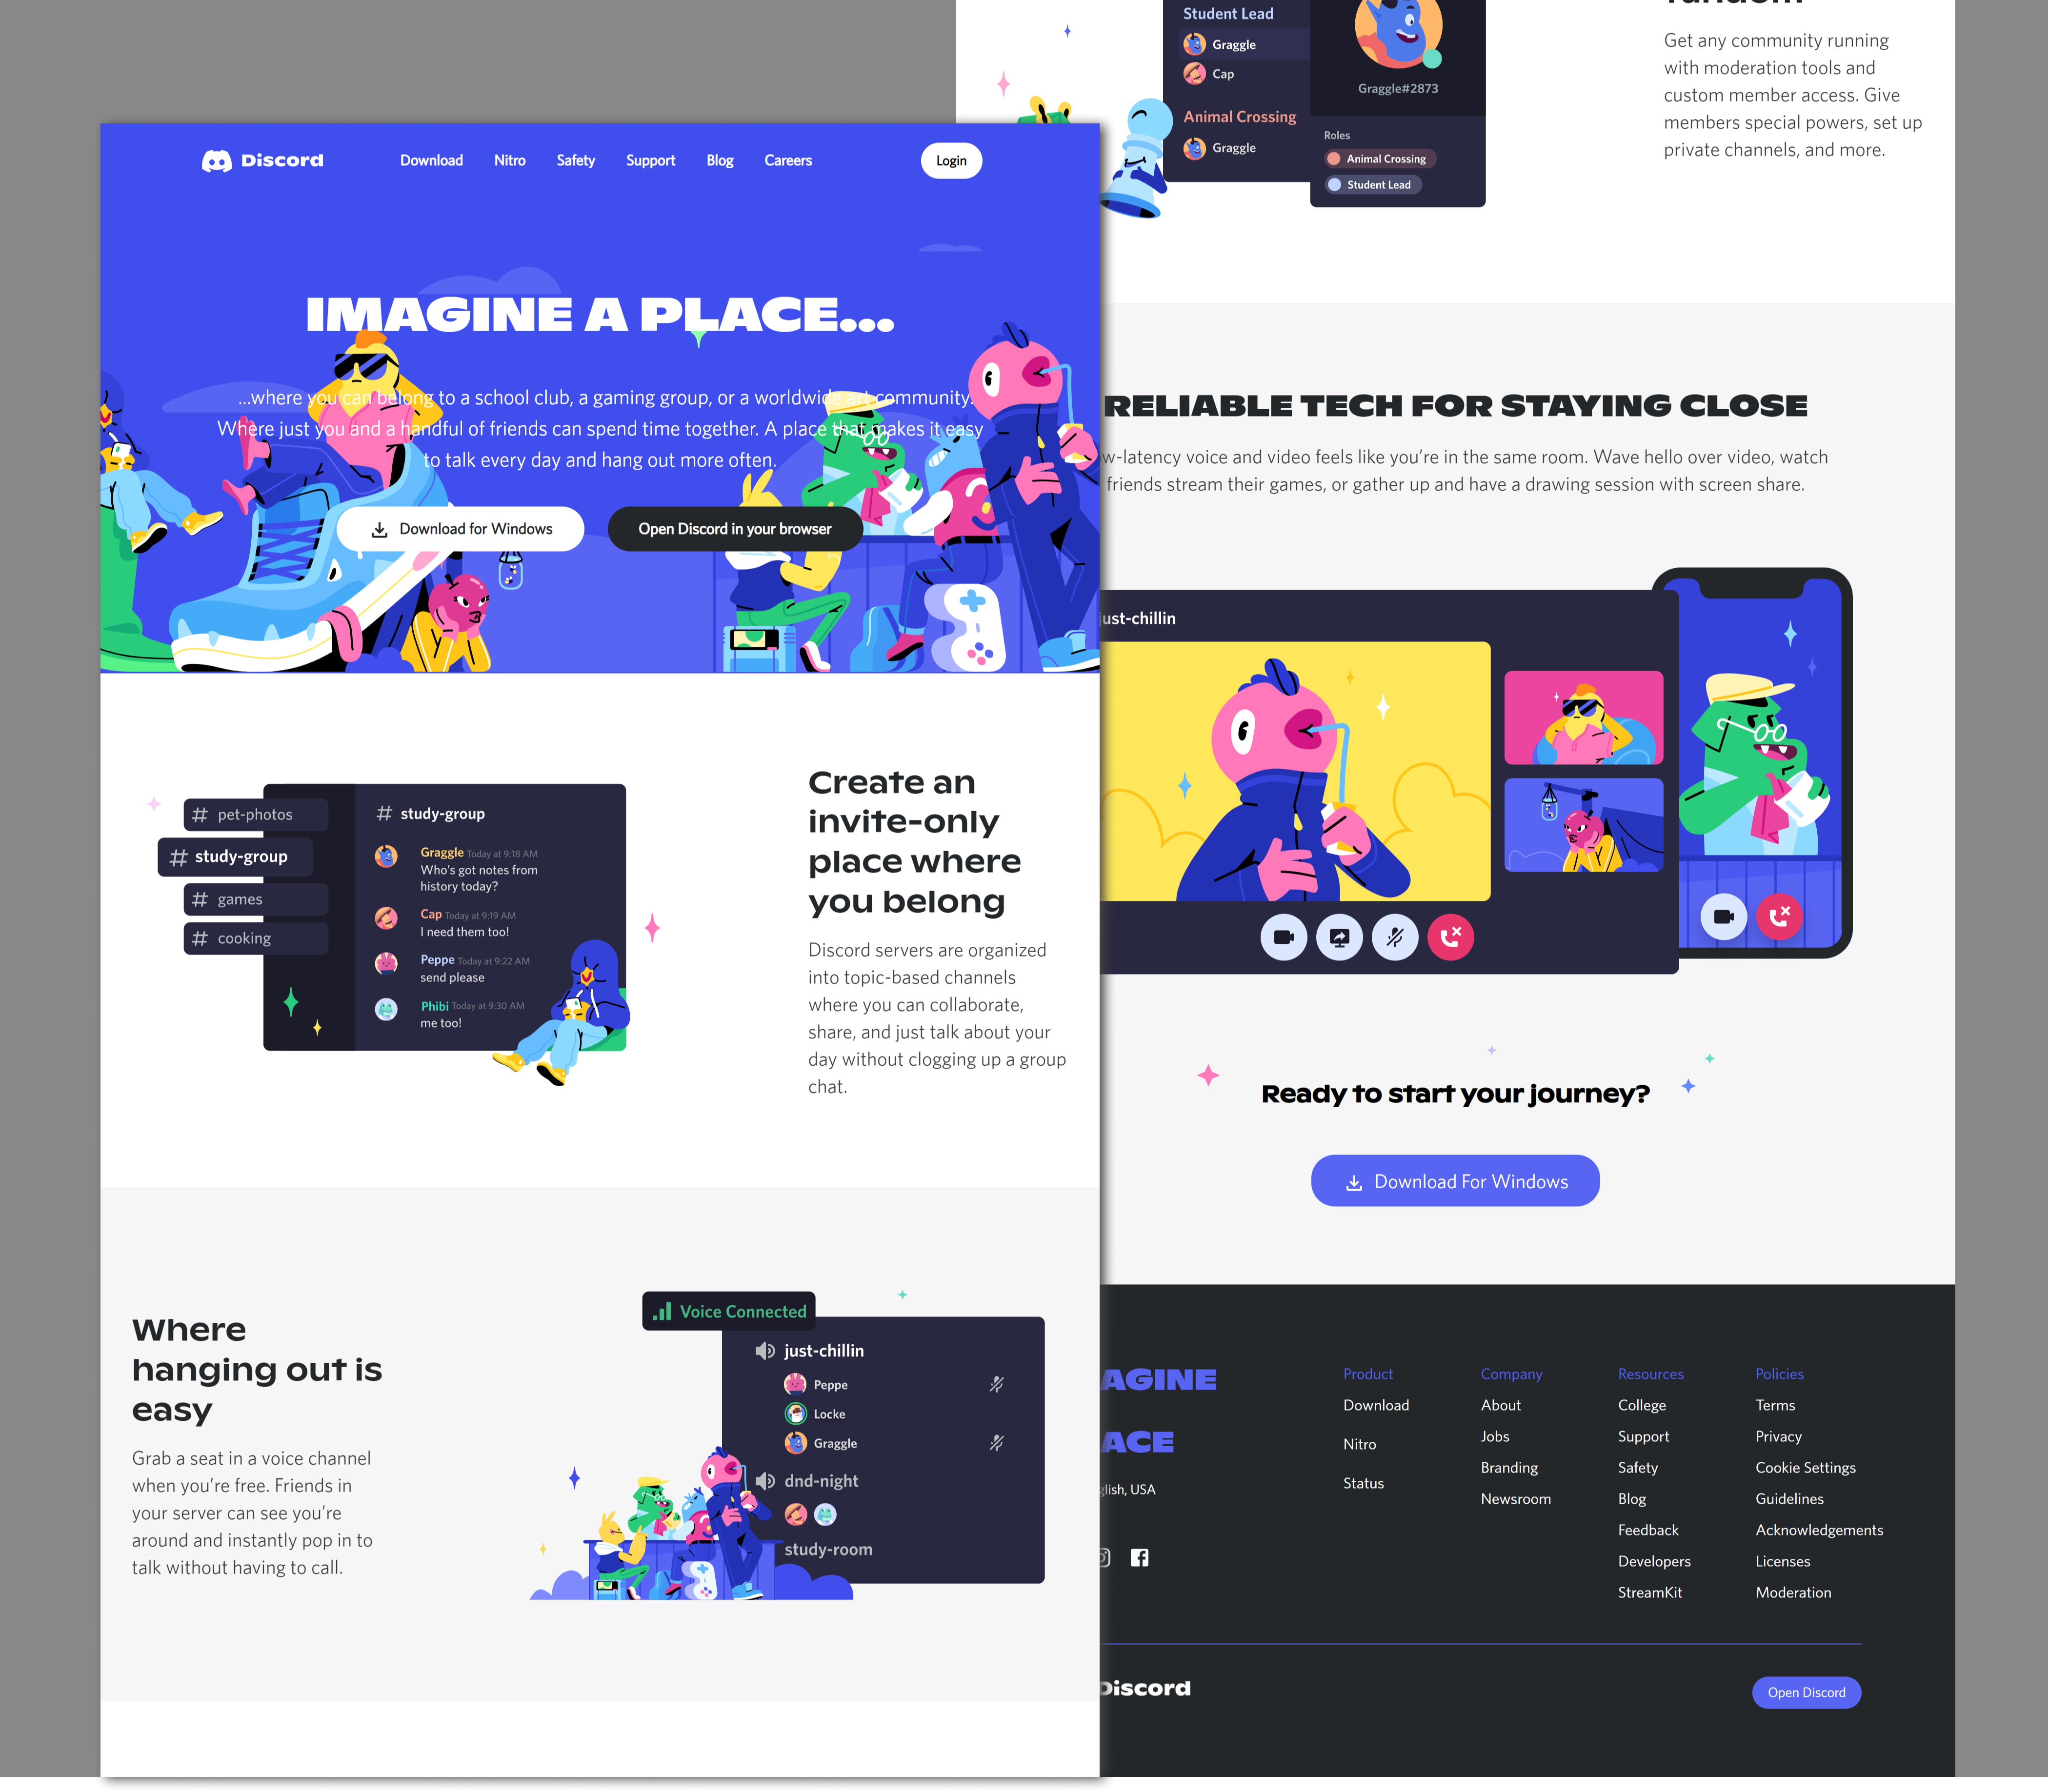 Discord
Download
Nitro
Safety
Support
Blog
Careers
Login
IMAGINE A PLACE...
...where you can belong to a school club, a gaming group, or a worldwide art community.
Where just you and a handful of friends can spend time together. A place that makes it easy
to talk every day and hang out more often.
Download for Windows
Open Discord in your browser
# pet-photos
# study-group
# games
# cooking
# study-group
Graggle Today at 9:18 AM
Who's got notes from
history today?
Cap Today at 9:19 AM
I need them too!
Peppe Today at 9:22 AM
send please
Phibi Today at 9:30 AM
me too!
Create an
invite-only
place where
you belong
Discord servers are organized
into topic-based channels
where you can collaborate,
share, and just talk about your
day without clogging up a group
chat.
Where
hanging out is
easy
Grab a seat in a voice channel
when you're free. Friends in
your server can see you're
around and instantly pop in to
talk without having to call.
Voice Connected
just-chillin
Peppe
Locke
Graggle
dnd-night
study-room
Student Lead
Graggle
Cap
Animal Crossing
Graggle
Graggle#2873
Roles
Animal Crossing
Student Lead
Get any community running
with moderation tools and
custom member access. Give
members special powers, set up
private channels, and more.
RELIABLE TECH FOR STAYING CLOSE
w-latency voice and video feels like you're in the same room. Wave hello over video, watch
friends stream their games, or gather up and have a drawing session with screen share.
just-chillin
Ready to start your journey?
Download For Windows
AGINE
ACE
glish, USA
Product
Download
Nitro
Status
Company
About
Jobs
Branding
Newsroom
Resources
College
Support
Safety
Blog
Feedback
Developers
StreamKit
Policies
Terms
Privacy
Cookie Settings
Guidelines
Acknowledgements
Licenses
Moderation
Discord
Open Discord